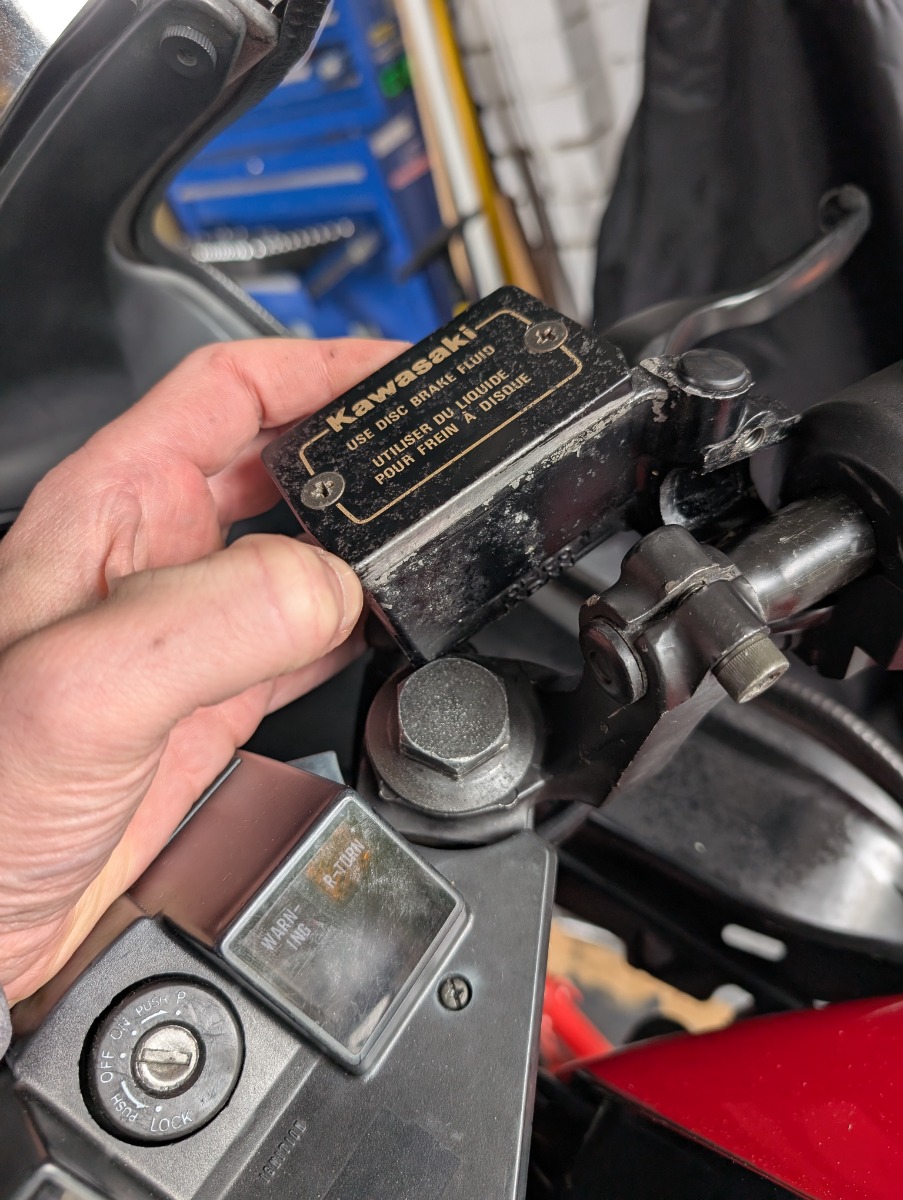 Kawasaki
USE DISC BRAKE FLUID
UTILISER DU LIQUIDE
POUR FREIN À DISQUE
R-TURN
WARN-
ING
OFF ON PUSH P
PUSH LOCK